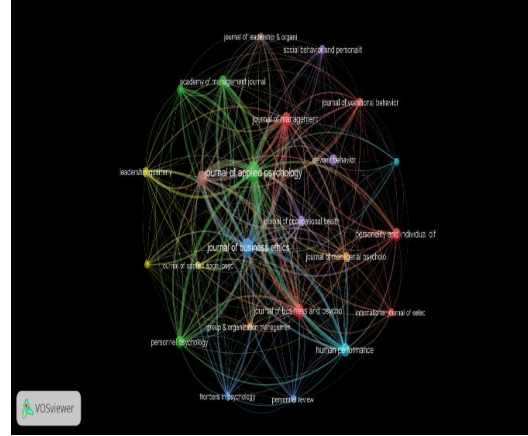 journal of leadership & organi
social behavior and personalit
academy of management journal
journal of vocational behavior
journal of management
deviant behavior
leadership quarterly
journal of applied psychology
journal of occupational health
personality and individual dif
journal of business ethics
journal of managerial psycholo
journal of applied social psyc
journal of business and psycho
international journal of selec
group & organization managemen
personnel psychology
human performance
frontiers in psychology
personnel review
VOSviewer